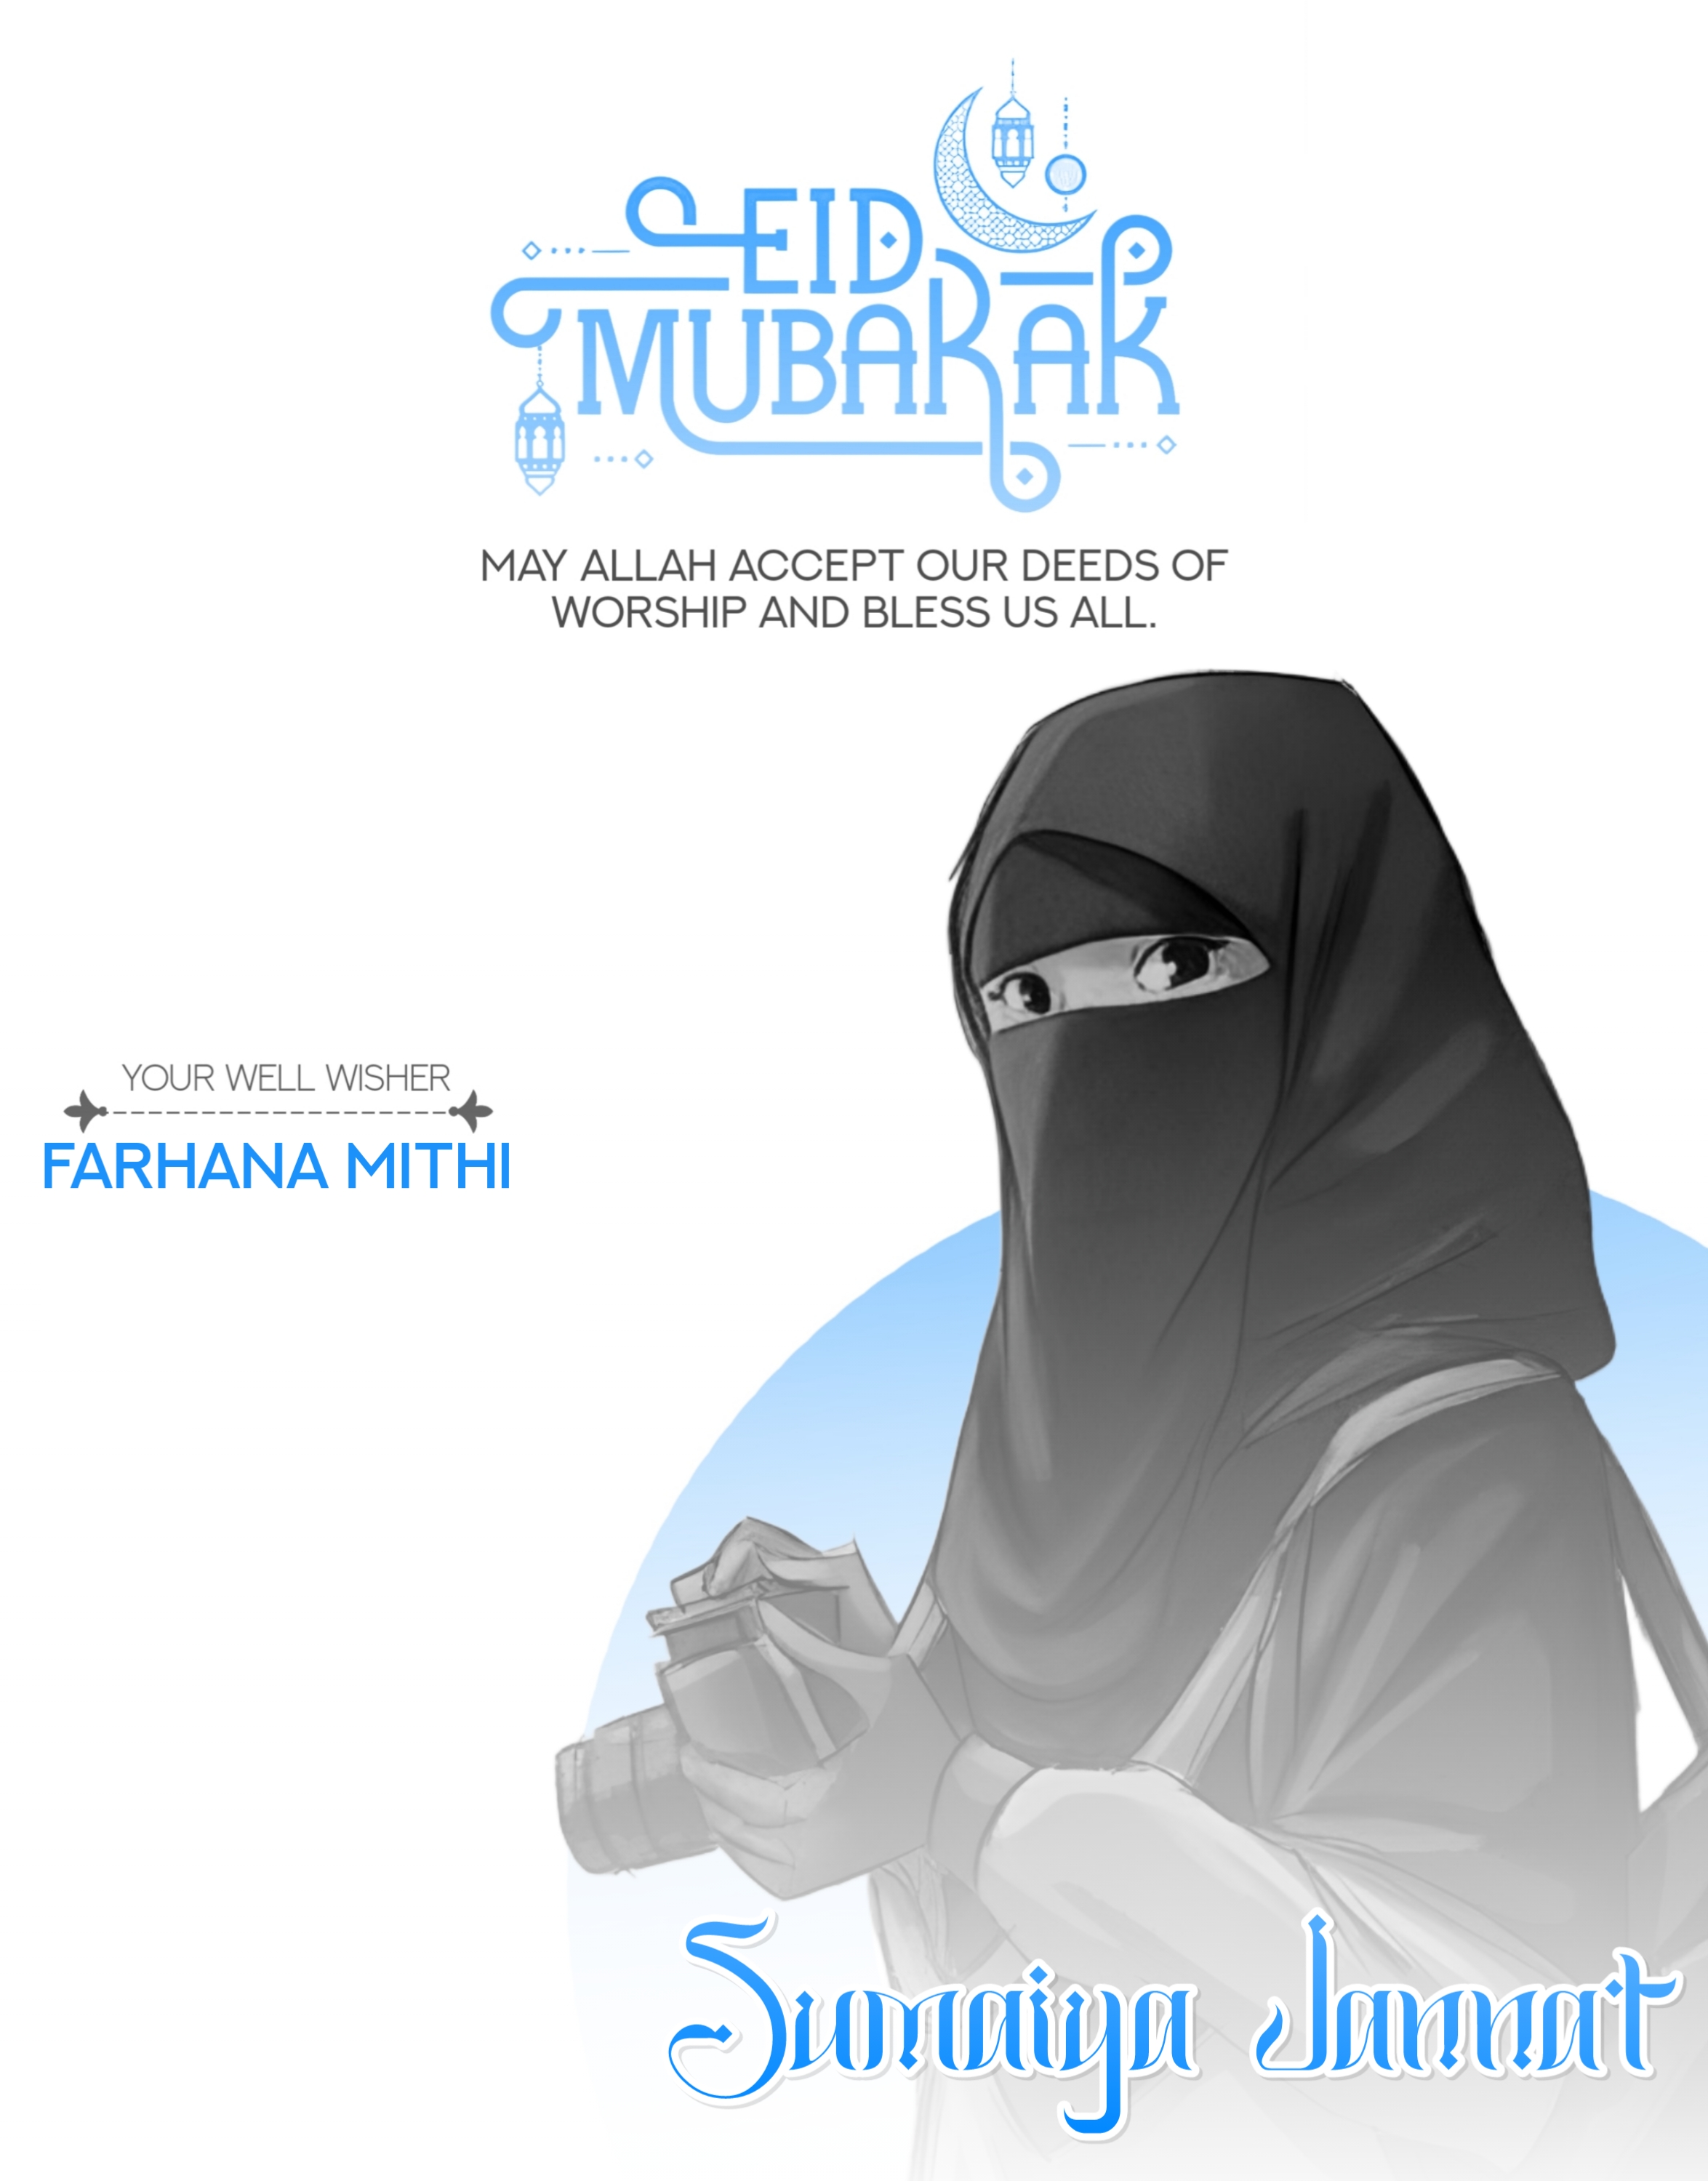 EID
MUBARAK
MAY ALLAH ACCEPT OUR DEEDS OF
WORSHIP AND BLESS US ALL.
YOUR WELL WISHER
FARHANA MITHI
Sumaiya Jannat